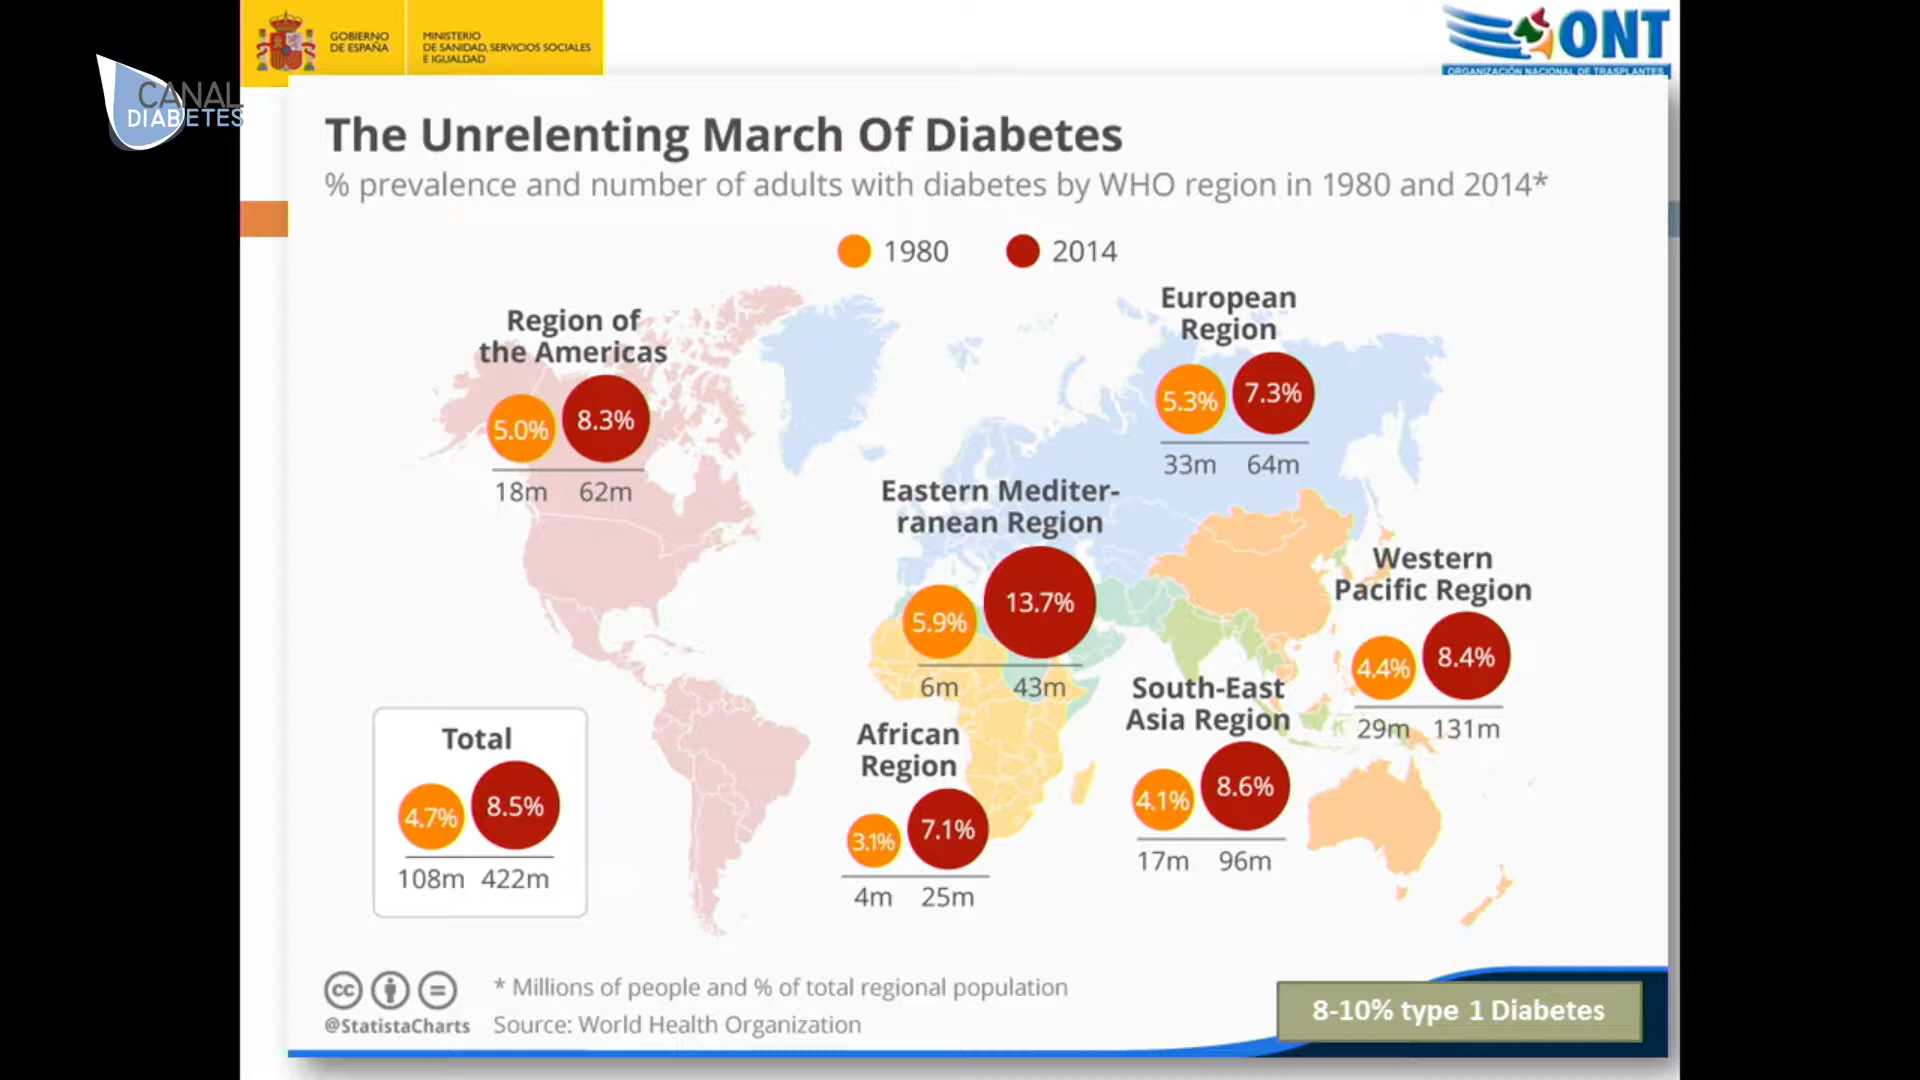 GOBIERNO
DE ESPAÑA
MINISTERIO
DE SANIDAD, SERVICIOS SOCIALES
E IGUALDAD
ONT
ORGANIZACIÓN NACIONAL DE TRASPLANTES
CANAL
DIABETES
The Unrelenting March Of Diabetes
% prevalence and number of adults with diabetes by WHO region in 1980 and 2014*
1980
2014
Region of
the Americas
5.0%
8.3%
18m
62m
European
Region
5.3%
7.3%
33m
64m
Eastern Mediter-
ranean Region
5.9%
13.7%
6m
43m
Western
Pacific Region
4.4%
8.4%
29m
131m
South-East
Asia Region
4.1%
8.6%
17m
96m
African
Region
3.1%
7.1%
4m
25m
Total
4.7%
8.5%
108m
422m
cc
@StatistaCharts
* Millions of people and % of total regional population
Source: World Health Organization
8-10% type 1 Diabetes